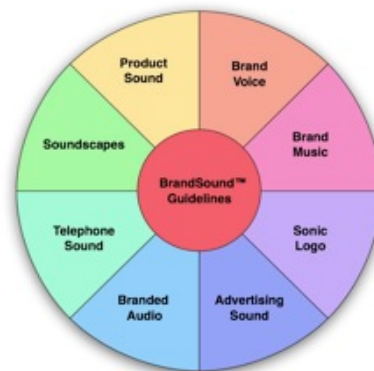 Product
Sound
Brand
Voice
Soundscapes
Brand
Music
BrandSound™
Guidelines
Telephone
Sound
Sonic
Logo
Branded
Audio
Advertising
Sound